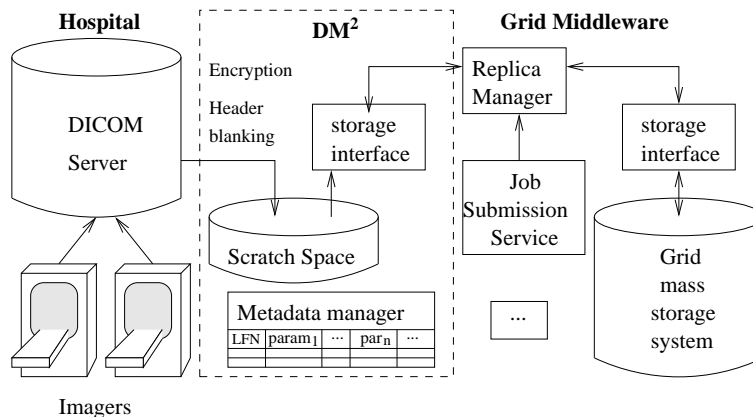 Hospital
DM²
Grid Middleware
DICOM
Server
Encryption
Header
blanking
storage
interface
Replica
Manager
storage
interface
Job
Submission
Service
Scratch Space
Grid
mass
storage
system
Metadata manager
LFN param₁ ... parₙ ...
...
Imagers